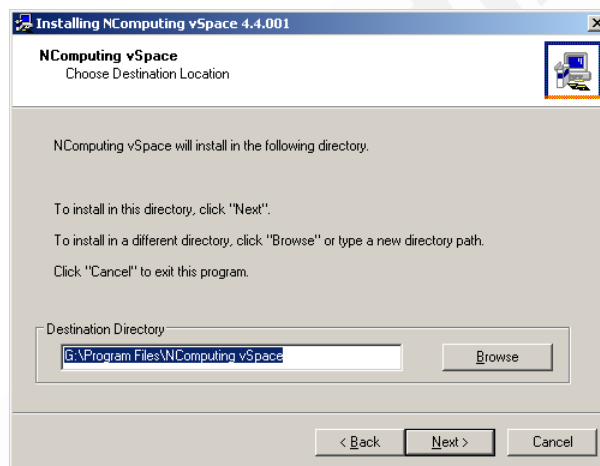 Installing NComputing vSpace 4.4.001
NComputing vSpace
Choose Destination Location
NComputing vSpace will install in the following directory.
To install in this directory, click "Next".
To install in a different directory, click "Browse" or type a new directory path.
Click "Cancel" to exit this program.
Destination Directory
G:\Program Files\NComputing vSpace
Browse
< Back
Next >
Cancel